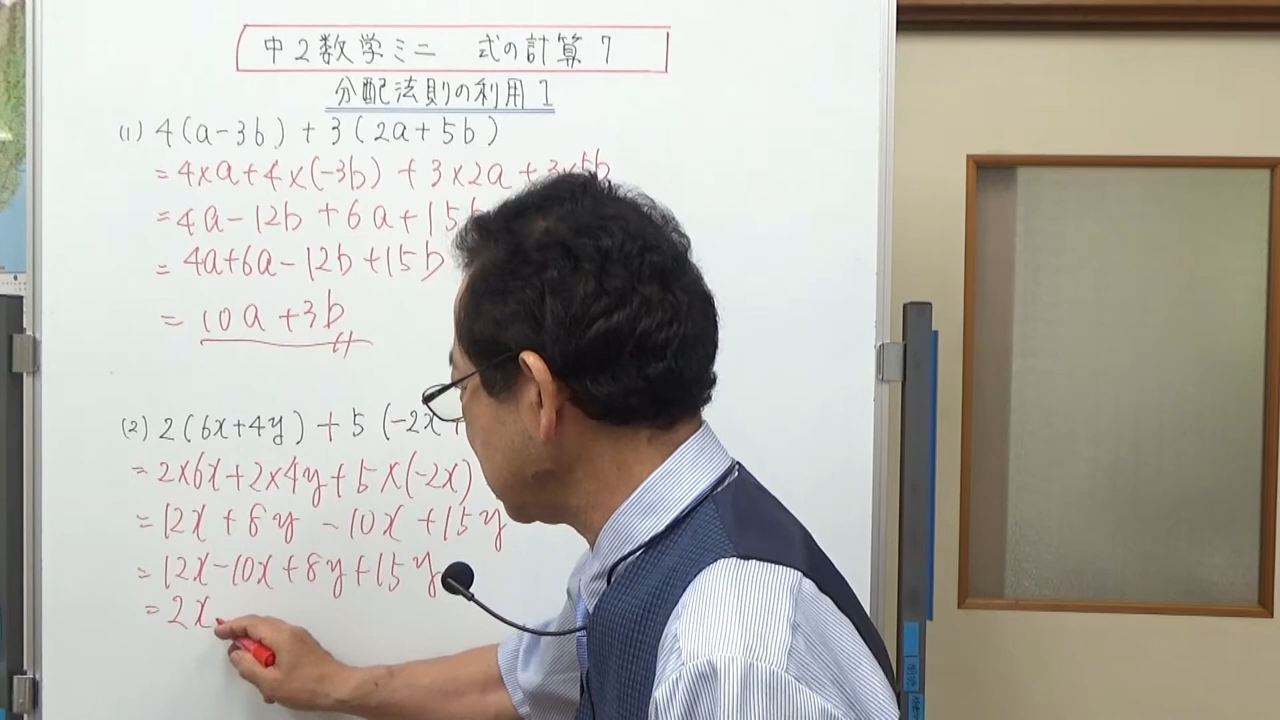 中2数学ミニ 式の計算7
分配法則の利用1
(1) 4(a-3b)+3(2a+5b)
=4×a+4×(-3b)+3×2a+3×5b
=4a-12b+6a+15b
=4a+6a-12b+15b
=10a+3b
(2) 2(6x+4y)+5(-2x+
=2×6x+2×4y+5×(-2x)
=12x+8y-10x+15y
=12x-10x+8y+15y
=2x